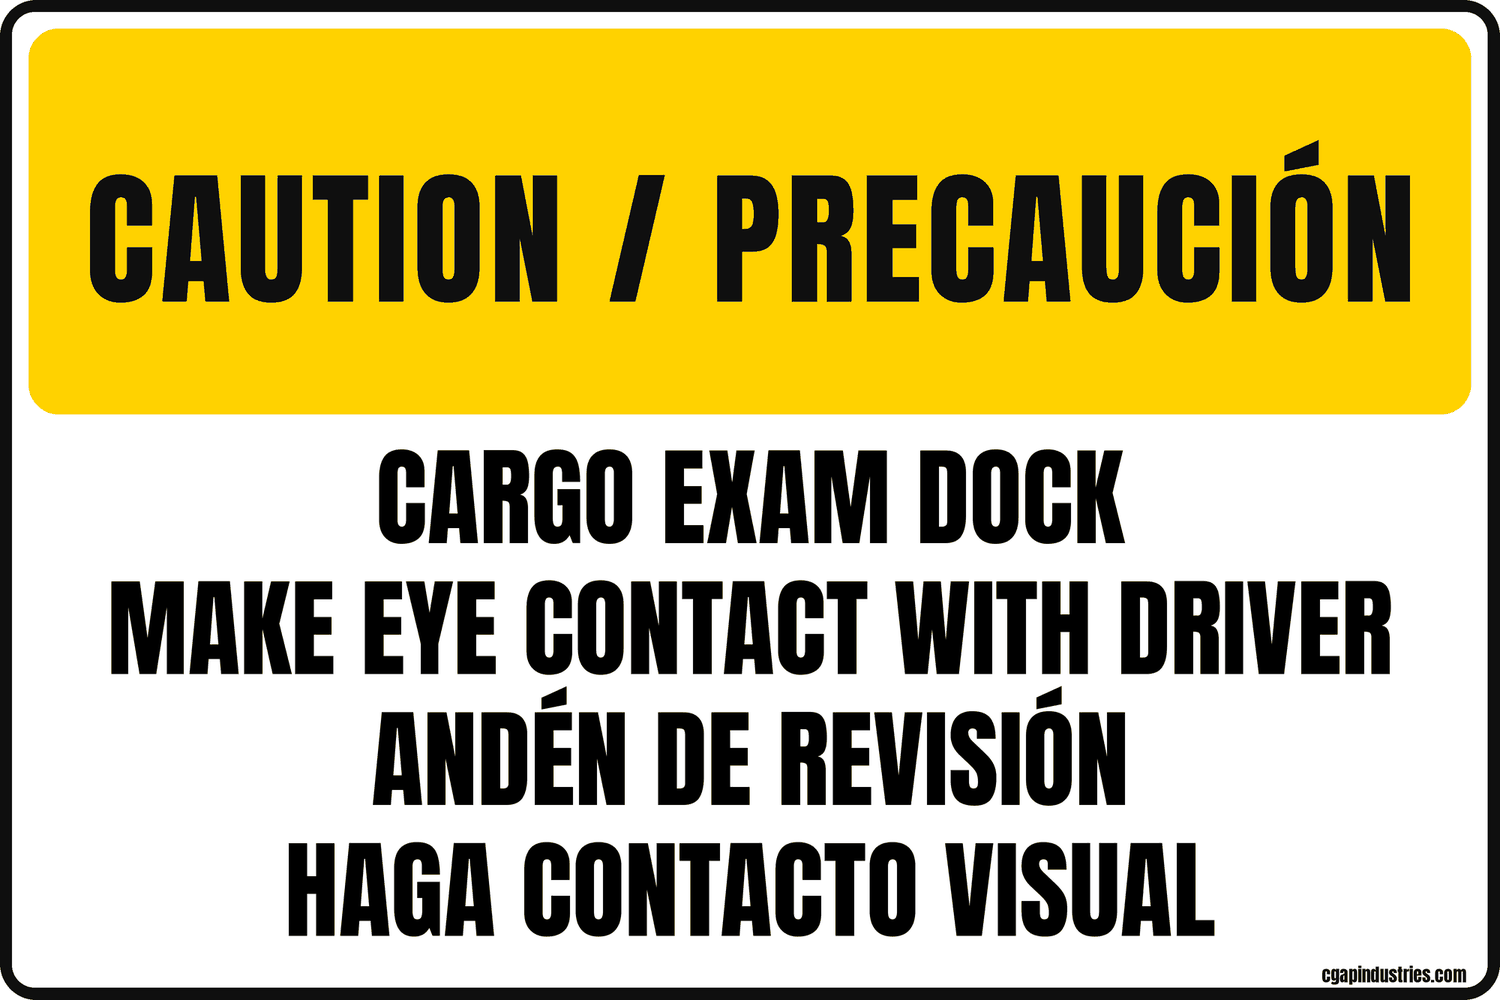 CAUTION / PRECAUCIÓN
CARGO EXAM DOCK
MAKE EYE CONTACT WITH DRIVER
ANDÉN DE REVISIÓN
HAGA CONTACTO VISUAL
cgapindustries.com